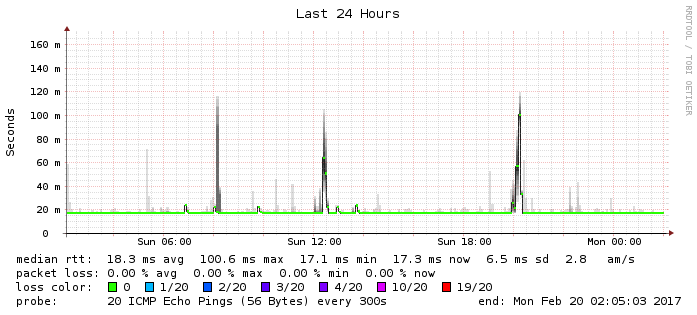 Last 24 Hours
RRDTOOL / TOBI OETIKER
Seconds
160 m
140 m
120 m
100 m
80 m
60 m
40 m
20 m
0
Sun 06:00 Sun 12:00 Sun 18:00 Mon 00:00
median rtt: 18.3 ms avg 100.6 ms max 17.1 ms min 17.3 ms now 6.5 ms sd 2.8 am/s
packet loss: 0.00 % avg 0.00 % max 0.00 % min 0.00 % now
loss color: 0 1/20 2/20 3/20 4/20 10/20 19/20
probe: 20 ICMP Echo Pings (56 Bytes) every 300s end: Mon Feb 20 02:05:03 2017